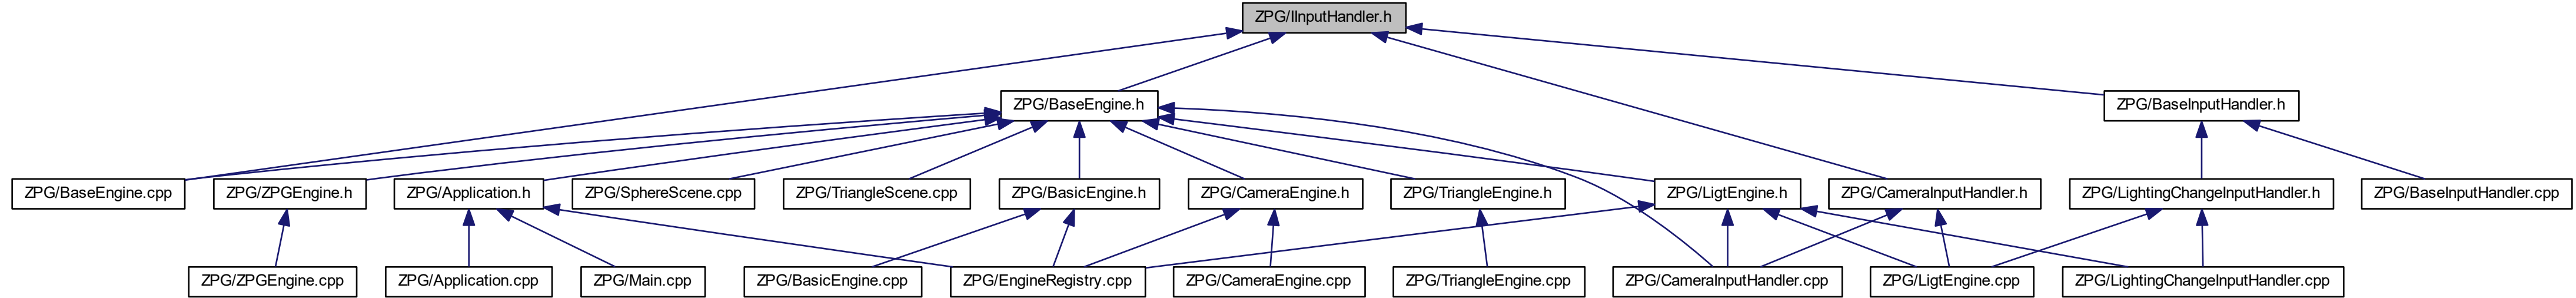 ZPG/IInputHandler.h
ZPG/BaseEngine.h
ZPG/BaseInputHandler.h
ZPG/BaseEngine.cpp
ZPG/ZPGEngine.h
ZPG/Application.h
ZPG/SphereScene.cpp
ZPG/TriangleScene.cpp
ZPG/BasicEngine.h
ZPG/CameraEngine.h
ZPG/TriangleEngine.h
ZPG/LigtEngine.h
ZPG/CameraInputHandler.h
ZPG/LightingChangeInputHandler.h
ZPG/BaseInputHandler.cpp
ZPG/ZPGEngine.cpp
ZPG/Application.cpp
ZPG/Main.cpp
ZPG/BasicEngine.cpp
ZPG/EngineRegistry.cpp
ZPG/CameraEngine.cpp
ZPG/TriangleEngine.cpp
ZPG/CameraInputHandler.cpp
ZPG/LigtEngine.cpp
ZPG/LightingChangeInputHandler.cpp